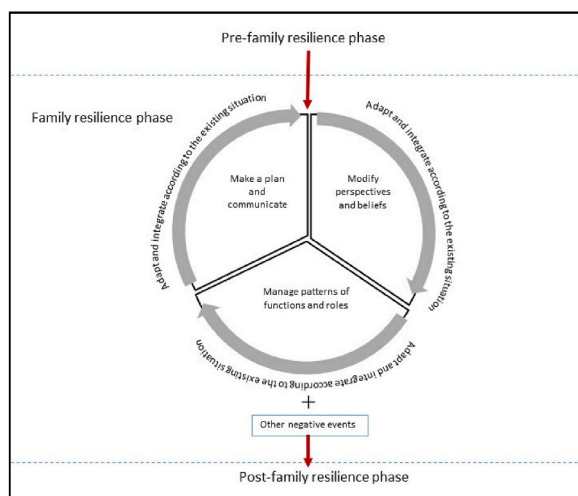 Pre-family resilience phase
Family resilience phase
Adapt and integrate according to the existing situation
Adapt and integrate according to the existing situation
Make a plan
and
communicate
Modify
perspectives
and beliefs
Manage patterns of
functions and roles
Adapt and integrate according to the existing situation
+
Other negative events
Post-family resilience phase